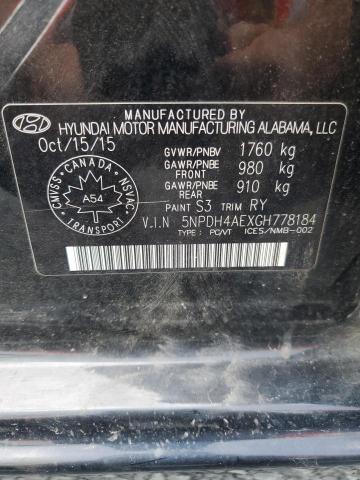 MANUFACTURED BY
HYUNDAI MOTOR MANUFACTURING ALABAMA, LLC
Oct/15/15
GVWR/PNBV 1760 kg
GAWR/PNBE FRONT 980 kg
GAWR/PNBE REAR 910 kg
PAINT S3 TRIM RY
V.I.N 5NPDH4AEXGH778184
TYPE: PC/VT ICES/NMB-002
CANADA
CMVSS
NSVAC
A54
TRANSPORT